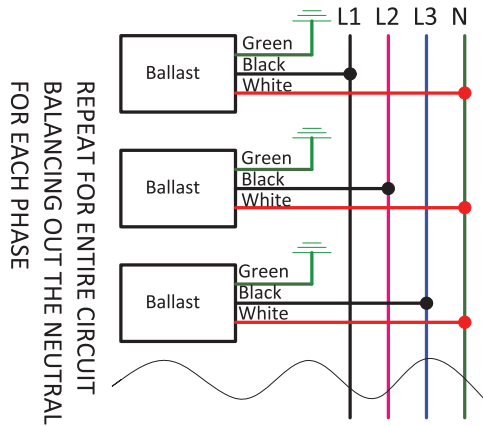 L1 L2 L3 N
Green
Black
White
Ballast
Green
Black
White
Ballast
Green
Black
White
Ballast
REPEAT FOR ENTIRE CIRCUIT
BALANCING OUT THE NEUTRAL
FOR EACH PHASE